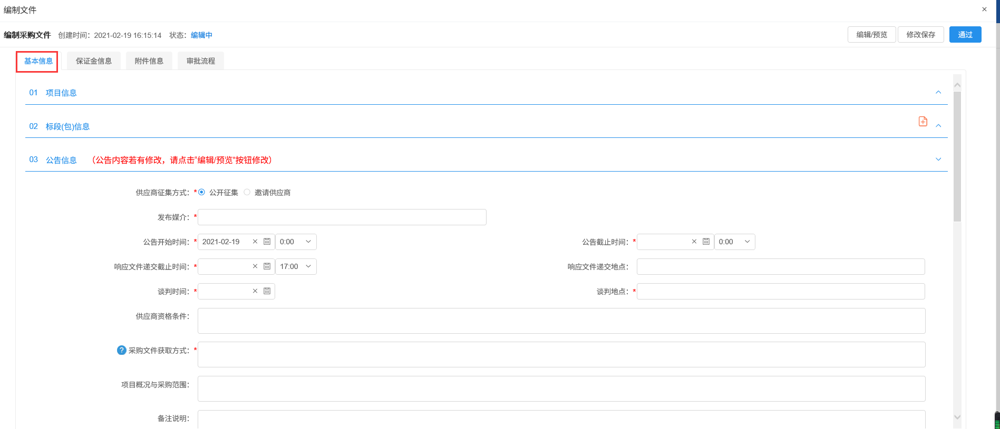 编制文件
编制采购文件 创建时间：2021-02-19 16:15:14 状态：编辑中 编辑/预览 修改保存 通过
基本信息 保证金信息 附件信息 审批流程
01 项目信息
02 标段(包)信息
03 公告信息 （公告内容若有修改，请点击“编辑/预览”按钮修改）
供应商征集方式：* 公开征集 邀请供应商
发布媒介：*
公告开始时间：* 2021-02-19 0:00 公告截止时间：* 0:00
响应文件递交截止时间：* 17:00 响应文件递交地点：
谈判时间：* 谈判地点：*
供应商资格条件：
? 采购文件获取方式：*
项目概况与采购范围：
备注说明：